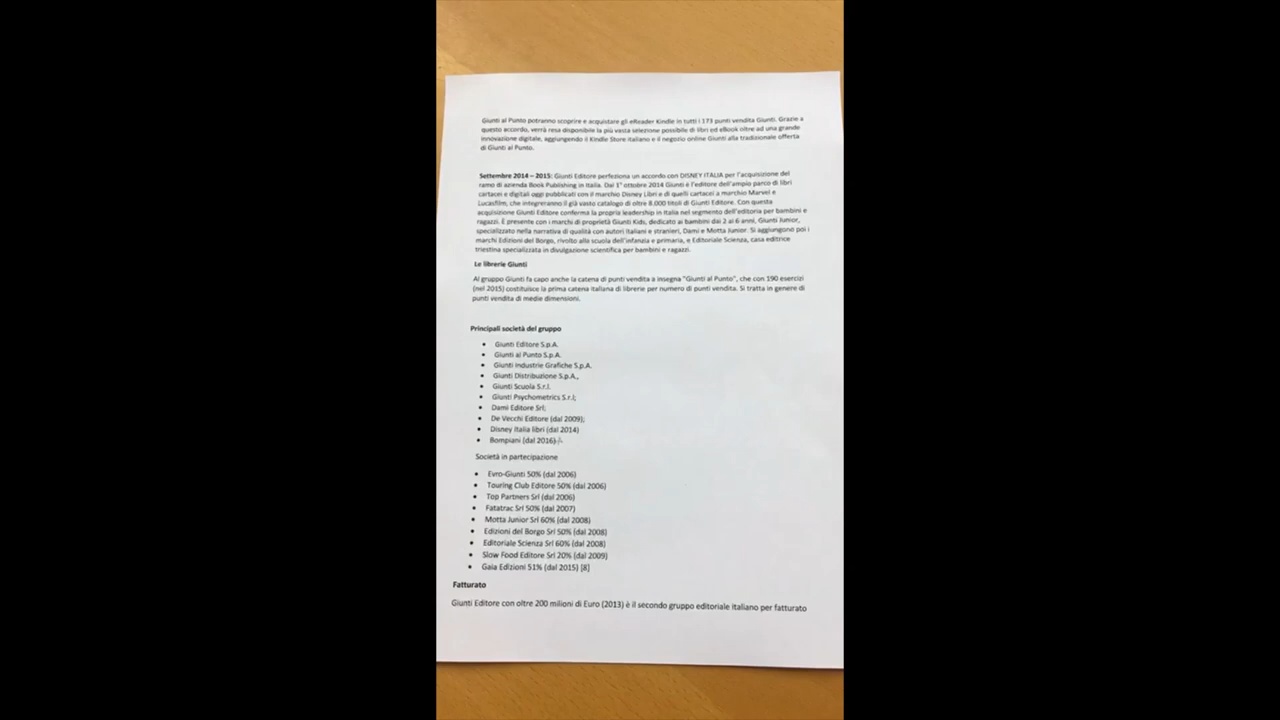 Giunti al Punto potranno scoprire e acquistare gli eReader Kindle in tutti i 173 punti vendita Giunti. Grazie a
questo accordo, verrà resa disponibile la più vasta selezione possibile di libri ed eBook oltre ad una grande
innovazione digitale, aggiungendo il Kindle Store italiano e il negozio online Giunti alla tradizionale offerta
di Giunti al Punto.
Settembre 2014 – 2015: Giunti Editore perfeziona un accordo con DISNEY ITALIA per l'acquisizione del
ramo di azienda Book Publishing in Italia. Dal 1° ottobre 2014 Giunti è l'editore dell'ampio parco di libri
cartacei e digitali oggi pubblicati con il marchio Disney Libri e di quelli cartacei a marchio Marvel e
Lucasfilm, che integreranno il già vasto catalogo di oltre 8.000 titoli di Giunti Editore. Con questa
acquisizione Giunti Editore conferma la propria leadership in Italia nel segmento dell'editoria per bambini e
ragazzi. È presente con i marchi di proprietà Giunti Kids, dedicato ai bambini dai 2 ai 6 anni, Giunti Junior,
specializzato nella narrativa di qualità con autori italiani e stranieri, Dami e Motta Junior. Si aggiungono poi i
marchi Edizioni del Borgo, rivolto alla scuola dell'infanzia e primaria, e Editoriale Scienza, casa editrice
triestina specializzata in divulgazione scientifica per bambini e ragazzi.
Le librerie Giunti
Al gruppo Giunti fa capo anche la catena di punti vendita a insegna "Giunti al Punto", che con 190 esercizi
(nel 2015) costituisce la prima catena italiana di librerie per numero di punti vendita. Si tratta in genere di
punti vendita di medie dimensioni.
Principali società del gruppo
• Giunti Editore S.p.A.
• Giunti al Punto S.p.A.
• Giunti Industrie Grafiche S.p.A.
• Giunti Distribuzione S.p.A.,
• Giunti Scuola S.r.l.
• Giunti Psychometrics S.r.l;
• Dami Editore Srl;
• De Vecchi Editore (dal 2009);
• Disney Italia libri (dal 2014)
• Bompiani (dal 2016)
Società in partecipazione
• Evro-Giunti 50% (dal 2006)
• Touring Club Editore 50% (dal 2006)
• Top Partners Srl (dal 2006)
• Fatatrac Srl 50% (dal 2007)
• Motta Junior Srl 60% (dal 2008)
• Edizioni del Borgo Srl 50% (dal 2008)
• Editoriale Scienza Srl 60% (dal 2008)
• Slow Food Editore Srl 20% (dal 2009)
• Gaia Edizioni 51% (dal 2015) [8]
Fatturato
Giunti Editore con oltre 200 milioni di Euro (2013) è il secondo gruppo editoriale italiano per fatturato